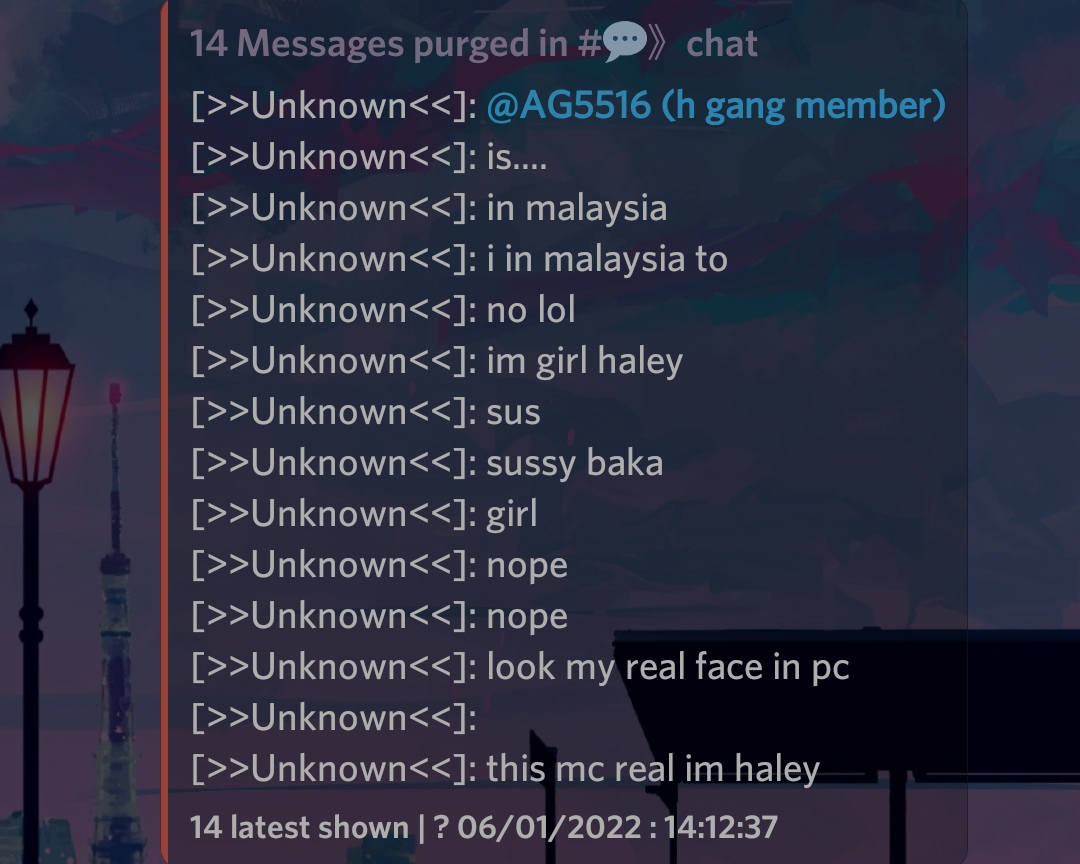 14 Messages purged in #💬》 chat
[>>Unknown<<]: @AG5516 (h gang member)
[>>Unknown<<]: is....
[>>Unknown<<]: in malaysia
[>>Unknown<<]: i in malaysia to
[>>Unknown<<]: no lol
[>>Unknown<<]: im girl haley
[>>Unknown<<]: sus
[>>Unknown<<]: sussy baka
[>>Unknown<<]: girl
[>>Unknown<<]: nope
[>>Unknown<<]: nope
[>>Unknown<<]: look my real face in pc
[>>Unknown<<]:
[>>Unknown<<]: this mc real im haley
14 latest shown | ? 06/01/2022 : 14:12:37